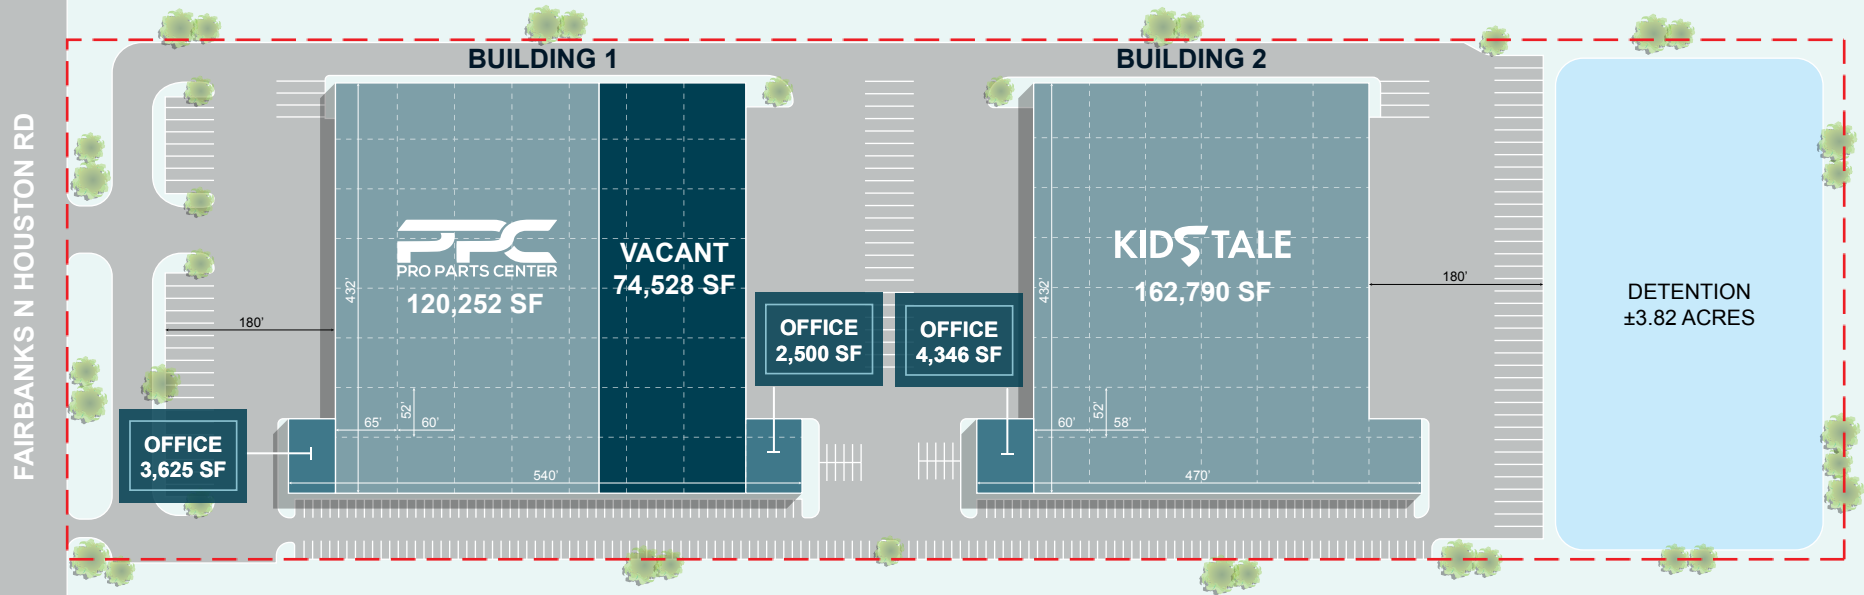 FAIRBANKS N HOUSTON RD
BUILDING 1
BUILDING 2
PPC
PRO PARTS CENTER
120,252 SF
VACANT
74,528 SF
KIDSTALE
162,790 SF
432'
432'
180'
180'
DETENTION
±3.82 ACRES
OFFICE
2,500 SF
OFFICE
4,346 SF
OFFICE
3,625 SF
65'
52'
60'
60'
52'
58'
540'
470'